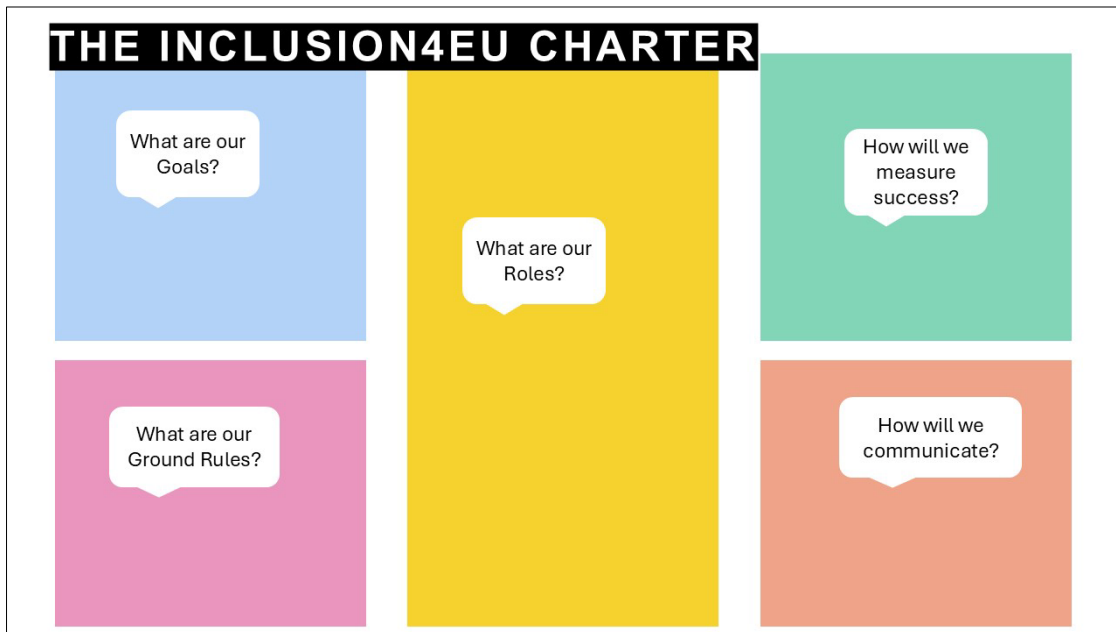 THE INCLUSION4EU CHARTER
What are our
Goals?
What are our
Ground Rules?
What are our
Roles?
How will we
measure
success?
How will we
communicate?